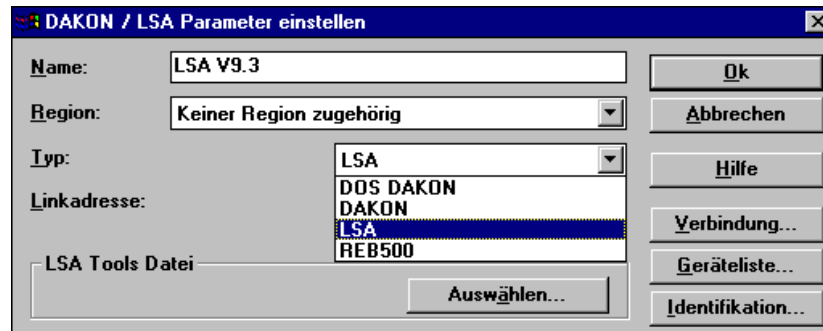 DAKON / LSA Parameter einstellen
Name: LSA V9.3
Ok
Region: Keiner Region zugehörig
Abbrechen
Typ: LSA
Hilfe
DOS DAKON
DAKON
LSA
REB500
Linkadresse:
Verbindung...
LSA Tools Datei
Geräteliste...
Auswählen...
Identifikation...